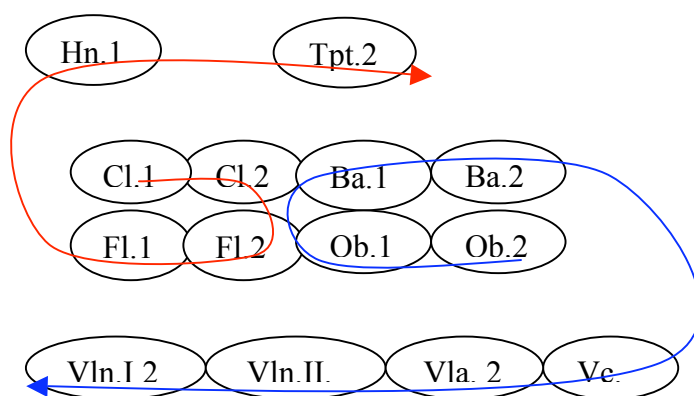 Hn.1 Tpt.2
Cl.1 Cl.2 Ba.1 Ba.2
Fl.1 Fl.2 Ob.1 Ob.2
Vln.I 2 Vln.II. Vla. 2 Vc.